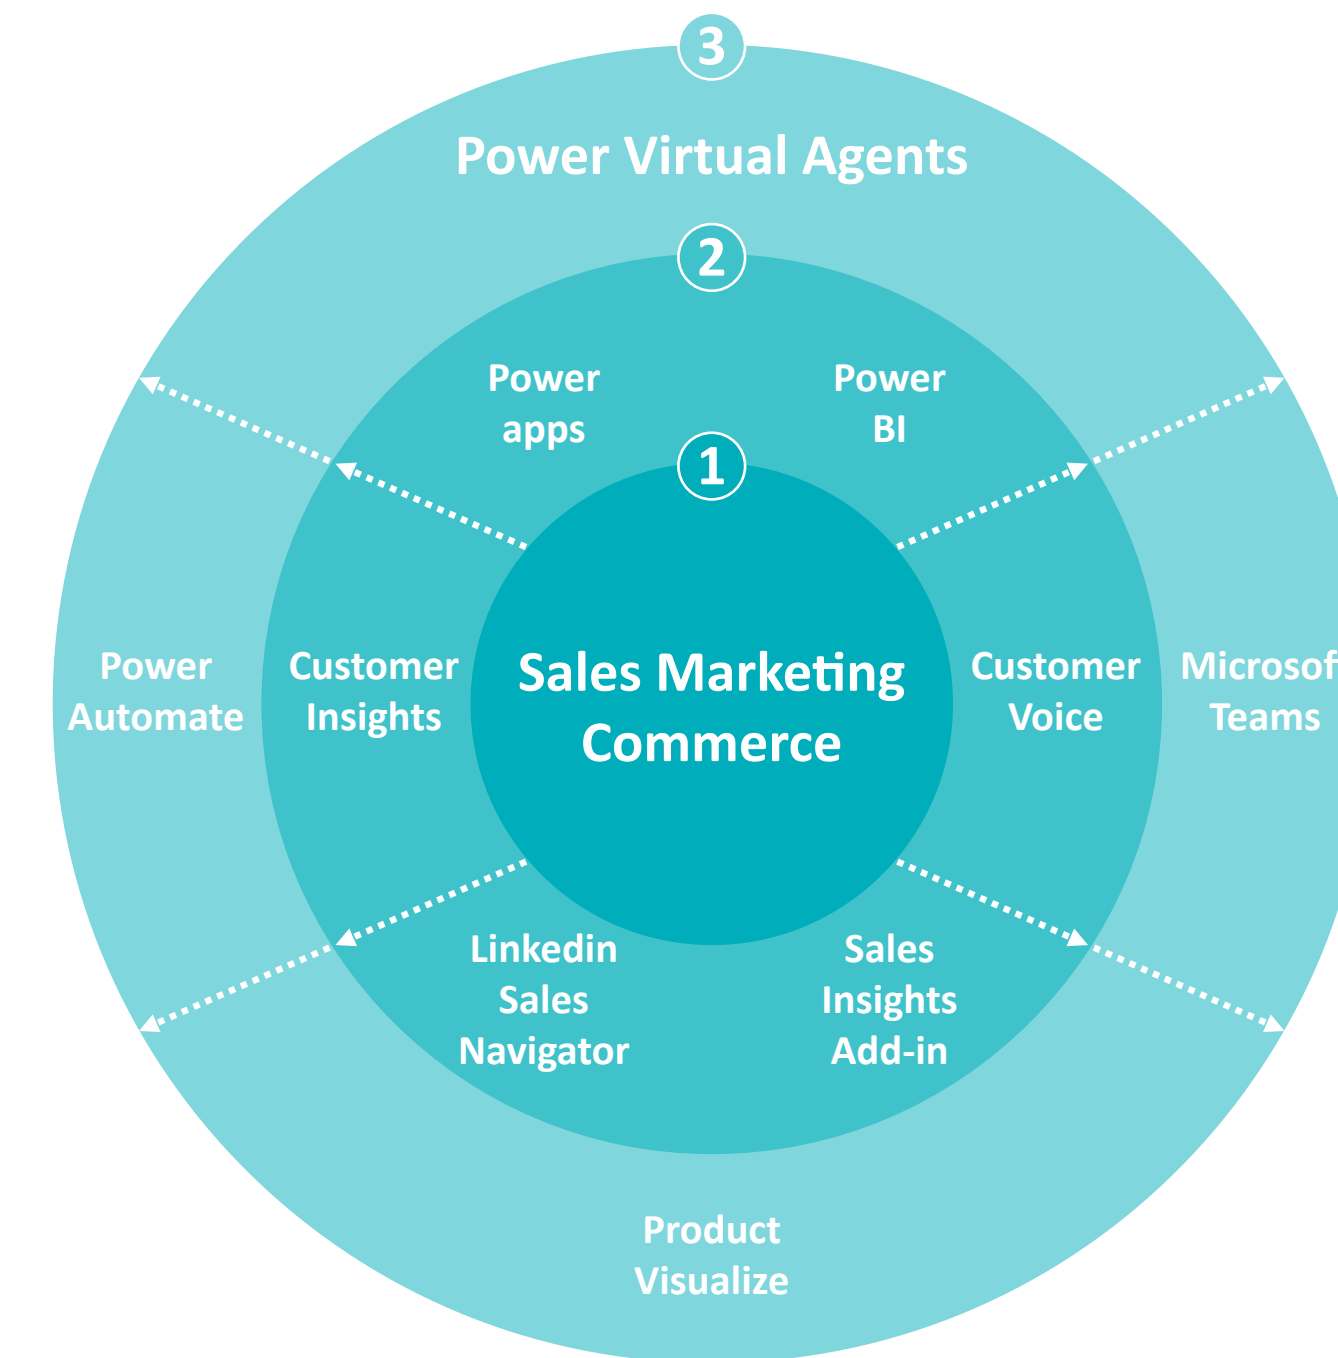 3
Power Virtual Agents
2
Power
apps
Power
BI
1
Power
Automate
Customer
Insights
Sales Marketing
Commerce
Customer
Voice
Microsof
Teams
Linkedin
Sales
Navigator
Sales
Insights
Add-in
Product
Visualize